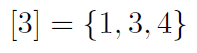 [3] = {1, 3, 4}